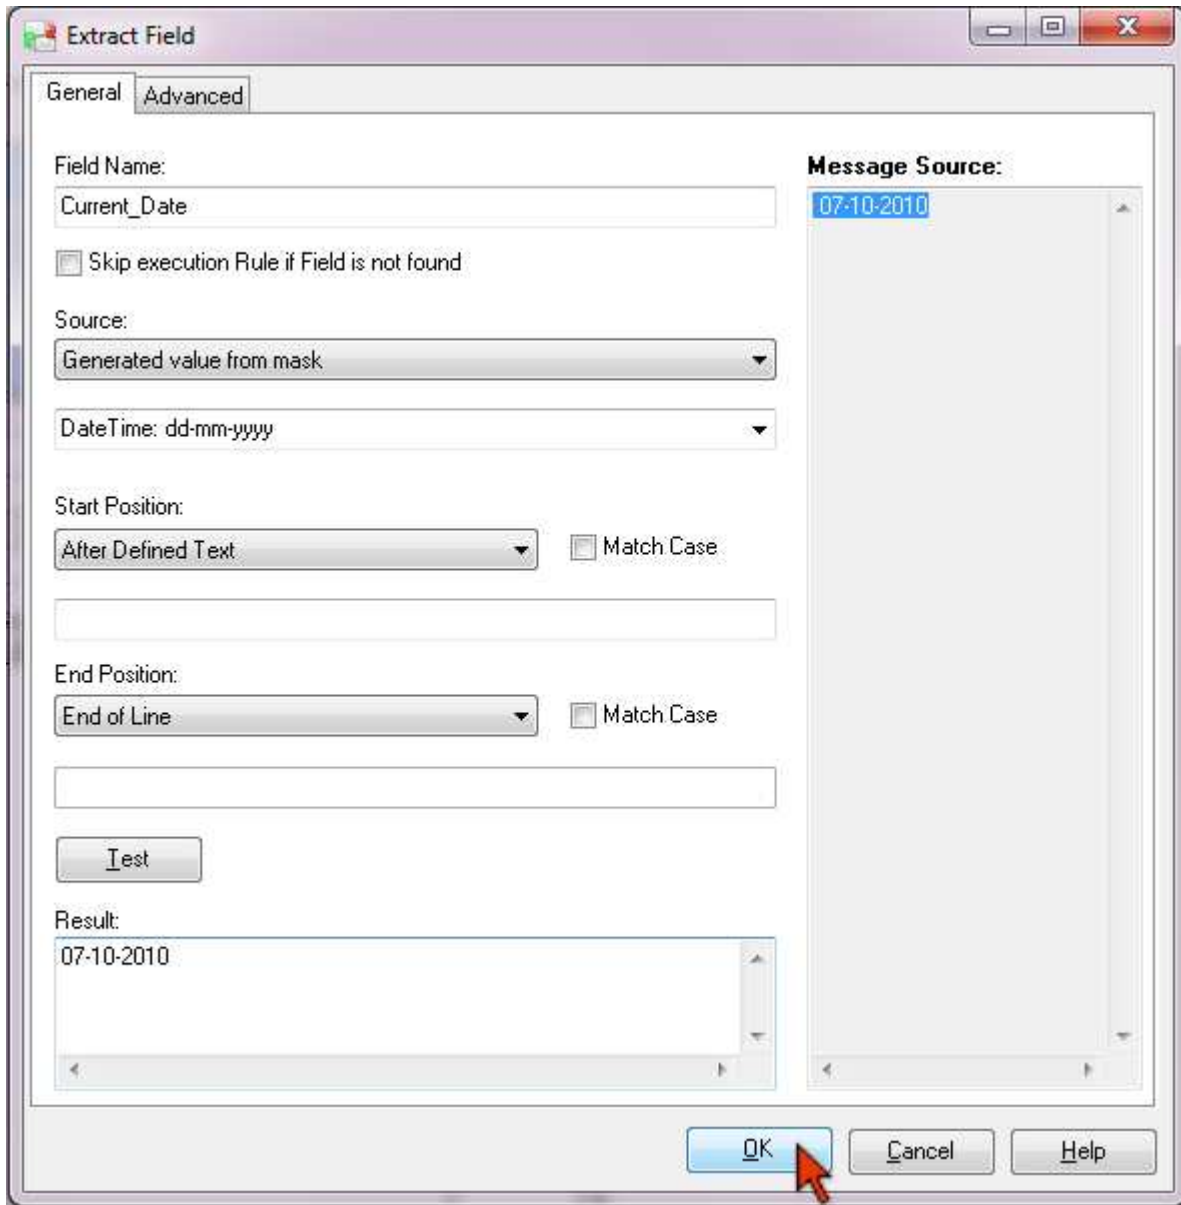 Extract Field
General Advanced
Field Name:
Current_Date
Skip execution Rule if Field is not found
Source:
Generated value from mask
DateTime: dd-mm-yyyy
Start Position:
After Defined Text
Match Case
End Position:
End of Line
Match Case
Test
Result:
07-10-2010
Message Source:
07-10-2010
OK Cancel Help